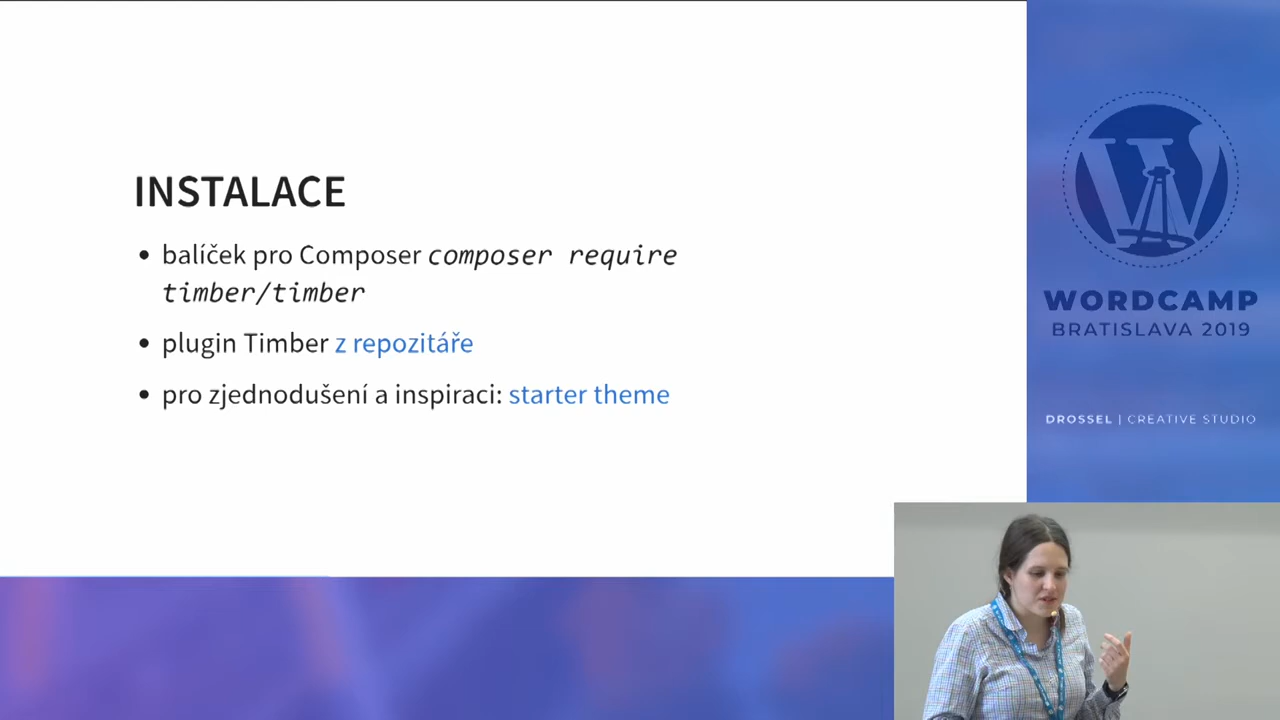 INSTALACE
• balíček pro Composer composer require
timber/timber
• plugin Timber z repozitáře
• pro zjednodušení a inspiraci: starter theme
WORDCAMP
BRATISLAVA 2019
DROSSEL | CREATIVE STUDIO